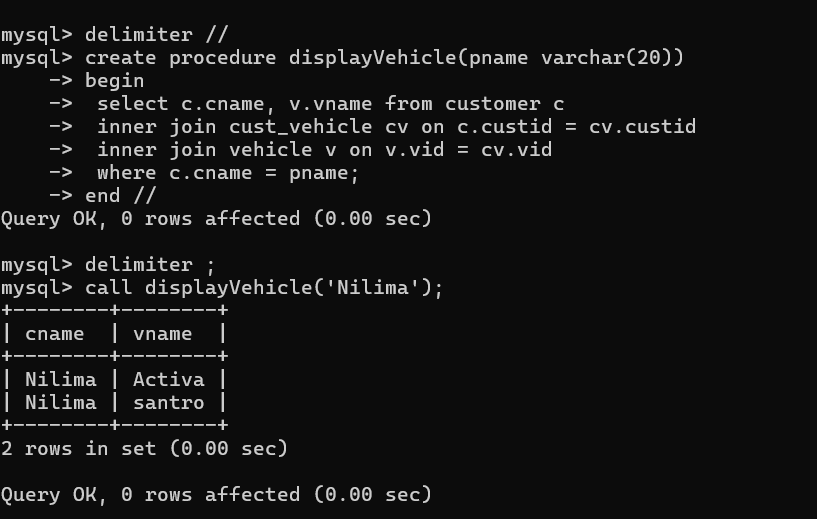 mysql> delimiter //
mysql> create procedure displayVehicle(pname varchar(20))
    -> begin
    ->  select c.cname, v.vname from customer c
    ->  inner join cust_vehicle cv on c.custid = cv.custid
    ->  inner join vehicle v on v.vid = cv.vid
    ->  where c.cname = pname;
    -> end //
Query OK, 0 rows affected (0.00 sec)

mysql> delimiter ;
mysql> call displayVehicle('Nilima');
+--------+--------+
| cname  | vname  |
+--------+--------+
| Nilima | Activa |
| Nilima | santro |
+--------+--------+
2 rows in set (0.00 sec)

Query OK, 0 rows affected (0.00 sec)